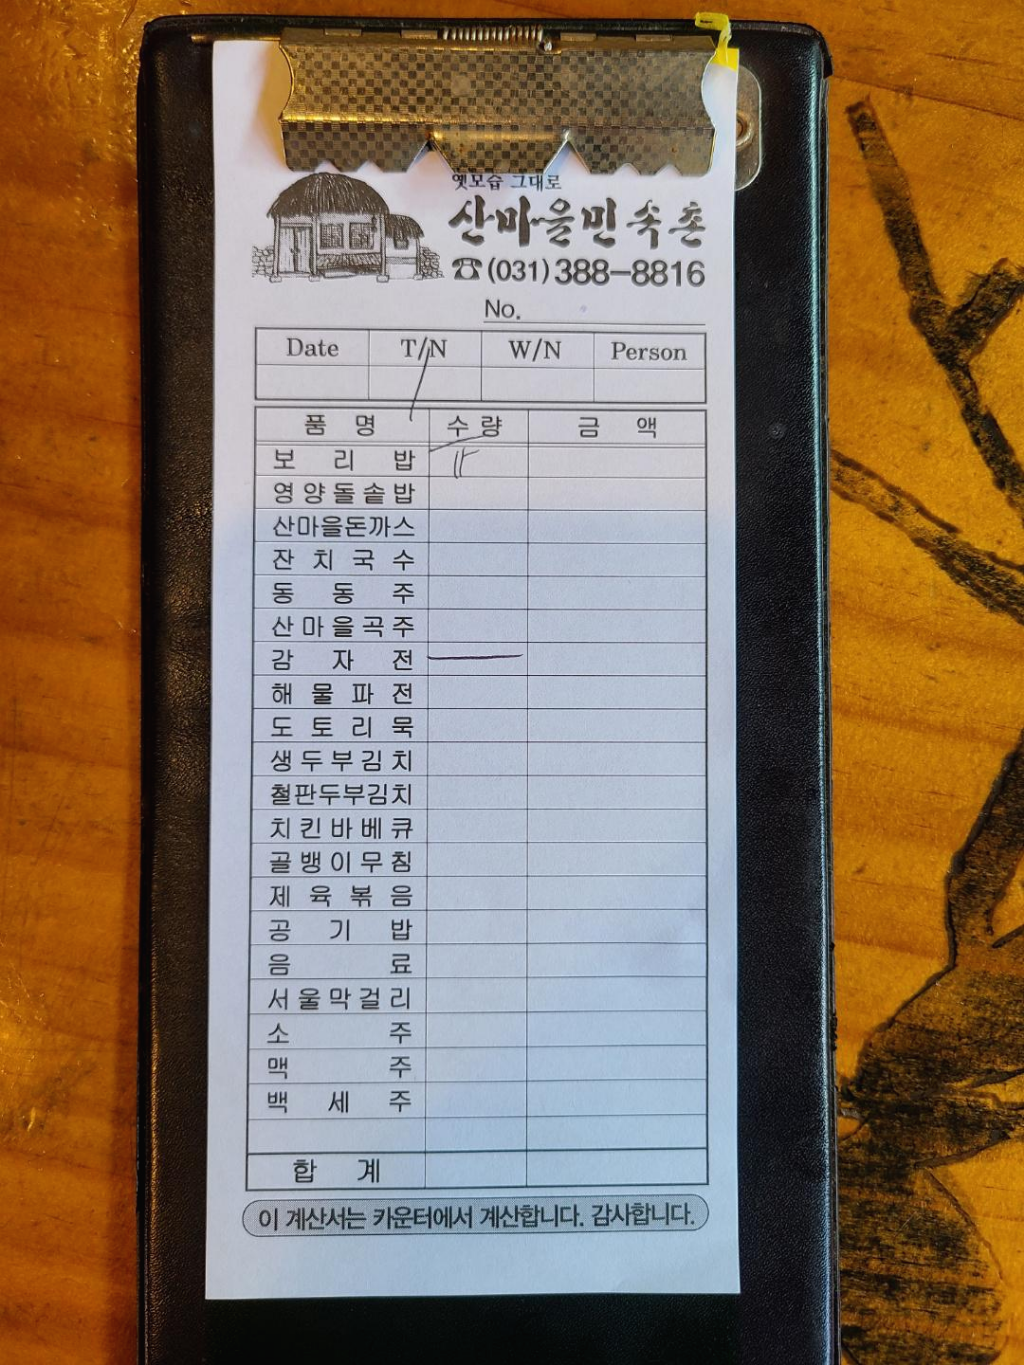 옛모습 그대로
산마을민속촌
☎(031)388-8816
No.
Date T/N W/N Person
품 명 수 량 금 액
보 리 밥
영양돌솥밥
산마을돈까스
잔 치 국 수
동 동 주
산마을곡주
감 자 전
해 물 파 전
도 토 리 묵
생두부김치
철판두부김치
치킨바베큐
골뱅이무침
제 육 볶 음
공 기 밥
음 료
서울막걸리
소 주
맥 주
백 세 주
합 계
이 계산서는 카운터에서 계산합니다. 감사합니다.